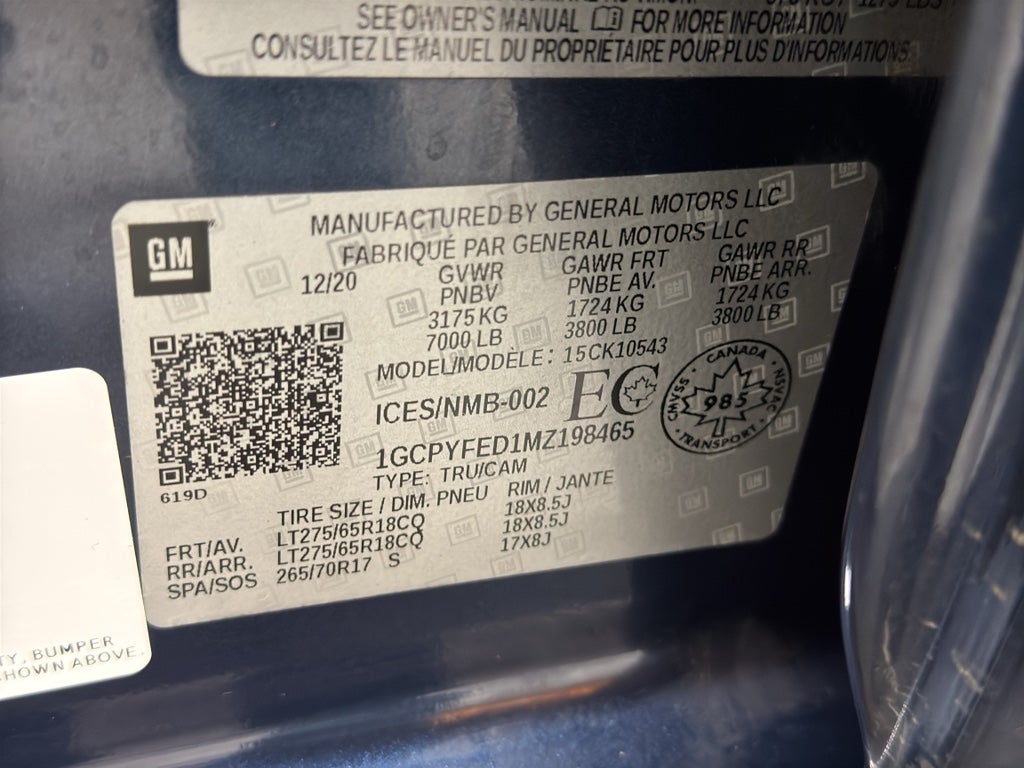 SEE OWNER'S MANUAL FOR MORE INFORMATION
CONSULTEZ LE MANUEL DU PROPRIÉTAIRE POUR PLUS D'INFORMATIONS.
GM
MANUFACTURED BY GENERAL MOTORS LLC
FABRIQUÉ PAR GENERAL MOTORS LLC
12/20 GVWR GAWR FRT GAWR RR
PNBV PNBE AV. PNBE ARR.
3175 KG 1724 KG 1724 KG
7000 LB 3800 LB 3800 LB
MODEL/MODÈLE : 15CK10543
ICES/NMB-002 EC
CANADA
985
TRANSPORT
SVMAC
NSVAC
1GCPYFED1MZ198465
TYPE: TRU/CAM
619D
TIRE SIZE / DIM. PNEU RIM / JANTE
FRT/AV. LT275/65R18CQ 18X8.5J
RR/ARR. LT275/65R18CQ 18X8.5J
SPA/SOS 265/70R17 S 17X8J
BUMPER
SHOWN ABOVE.